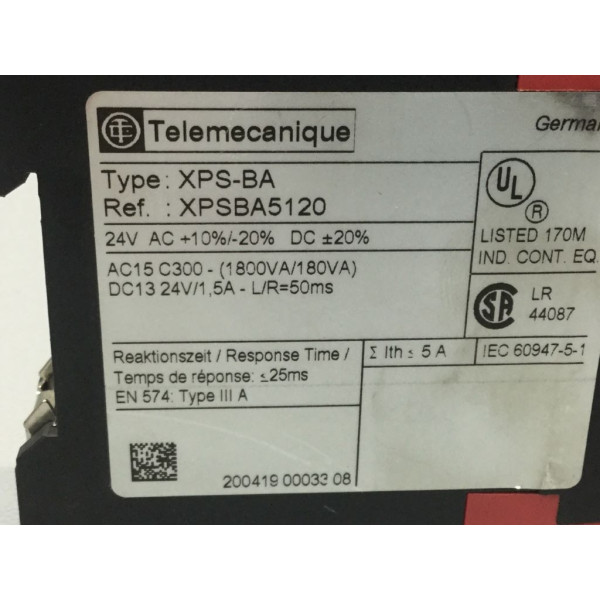 Telemecanique
Germa
Type: XPS-BA
Ref. : XPSBA5120
24V AC +10%/-20% DC ±20%
AC15 C300 - (1800VA/180VA)
DC13 24V/1,5A - L/R=50ms
UL
®
LISTED 170M
IND. CONT. EQ.
SA
LR
44087
Reaktionszeit / Response Time /
Temps de réponse: ≤25ms
EN 574: Type III A
Σ Ith ≤ 5 A
IEC 60947-5-1
200419 00033 08